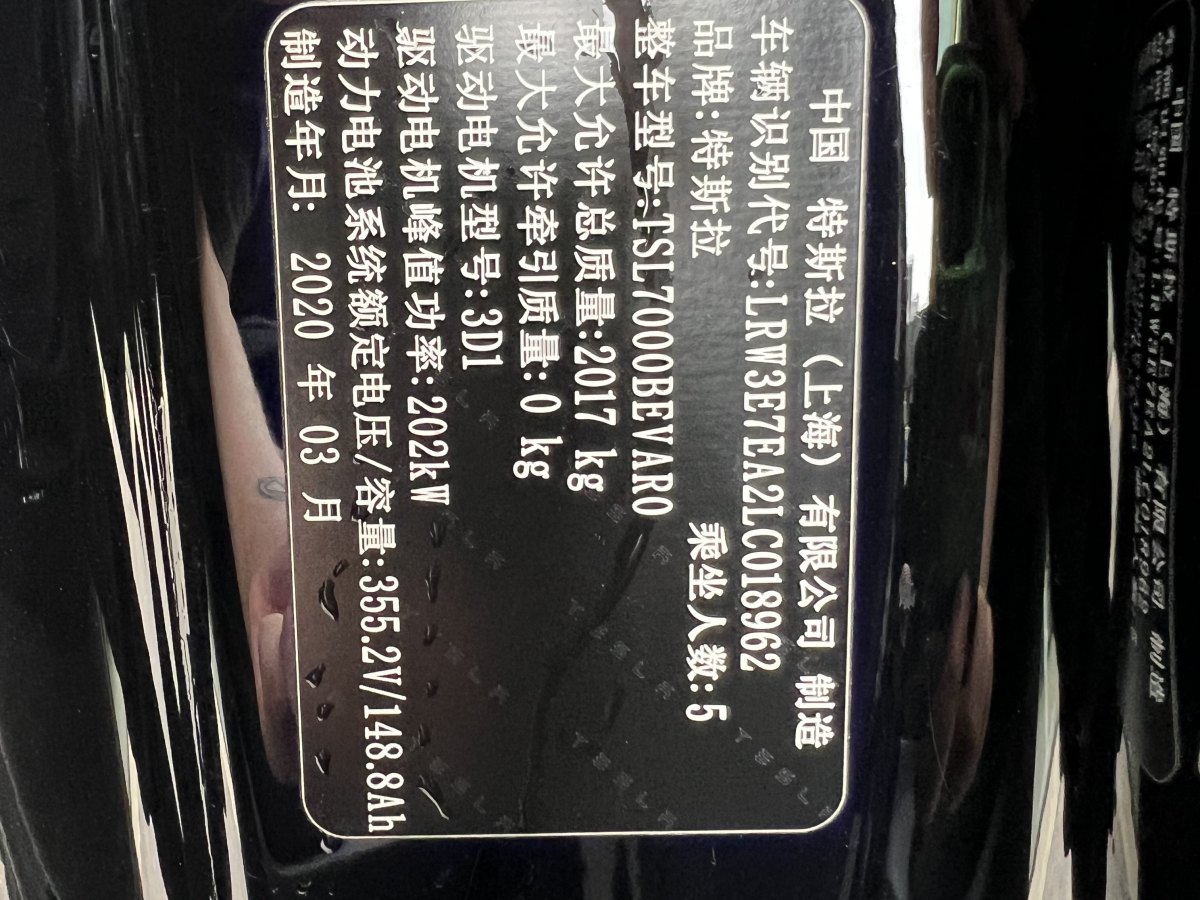 中国 特斯拉（上海）有限公司 制造
车辆识别代号:LRW3E7EA2LC018962
品牌:特斯拉 乘坐人数:5
整车型号:TSL7000BEVAR0
最大允许总质量:2017 kg
最大允许牵引质量:0 kg
驱动电机型号:3D1
驱动电机峰值功率:202kW
动力电池系统额定电压/容量:355.2V/148.8Ah
制造年月: 2020 年 03 月